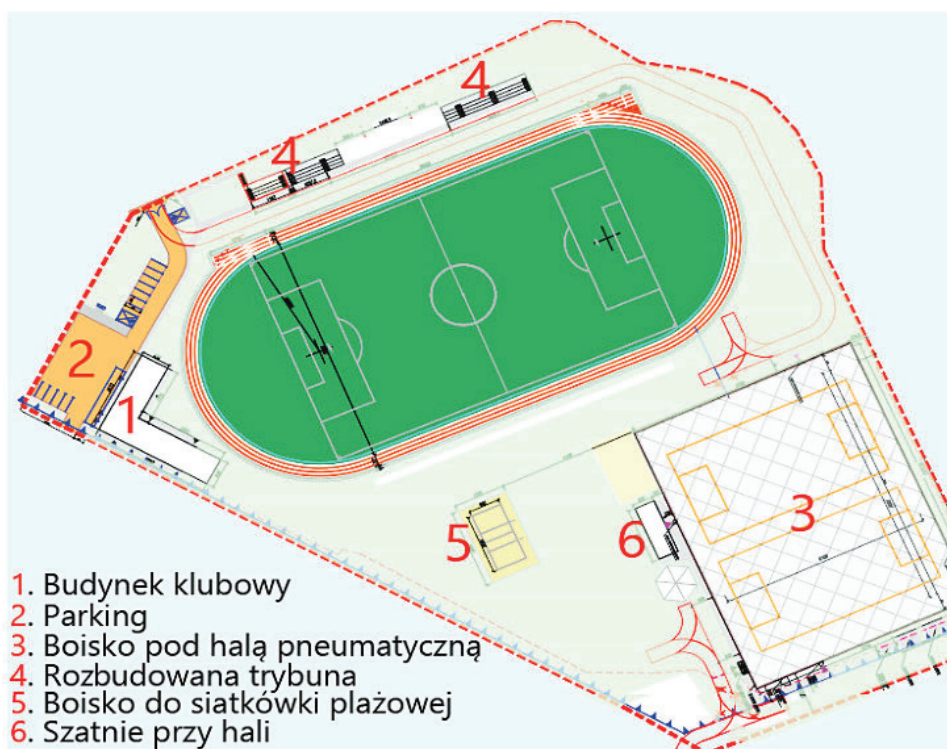 4
4
2
1
3
5
6
1. Budynek klubowy
2. Parking
3. Boisko pod halą pneumatyczną
4. Rozbudowana trybuna
5. Boisko do siatkówki plażowej
6. Szatnie przy hali